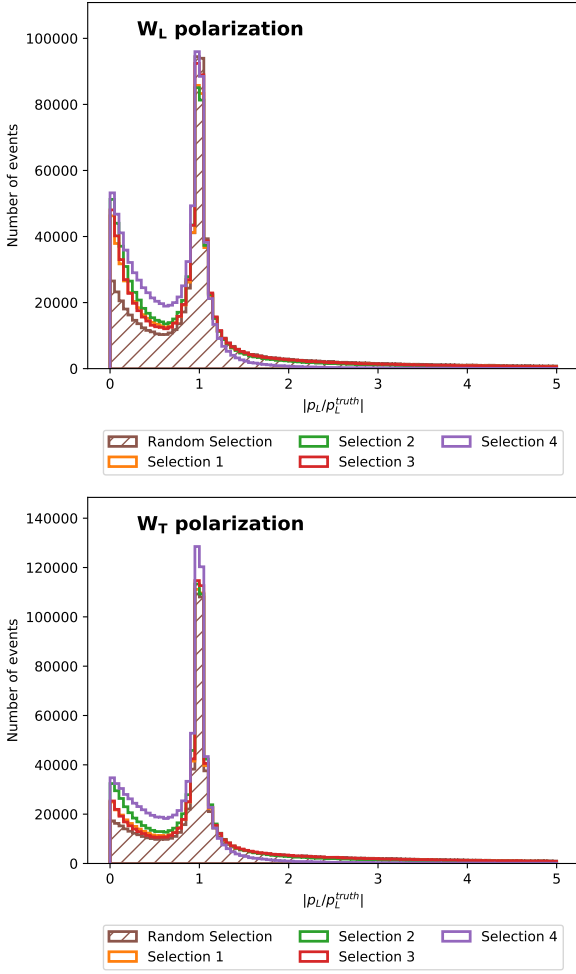 W_L polarization
100000
80000
60000
40000
20000
0
Number of events
0 1 2 3 4 5
|p_L/p_L^{truth}|
Random Selection Selection 2 Selection 4
Selection 1 Selection 3
W_T polarization
140000
120000
100000
80000
60000
40000
20000
0
Number of events
0 1 2 3 4 5
|p_L/p_L^{truth}|
Random Selection Selection 2 Selection 4
Selection 1 Selection 3